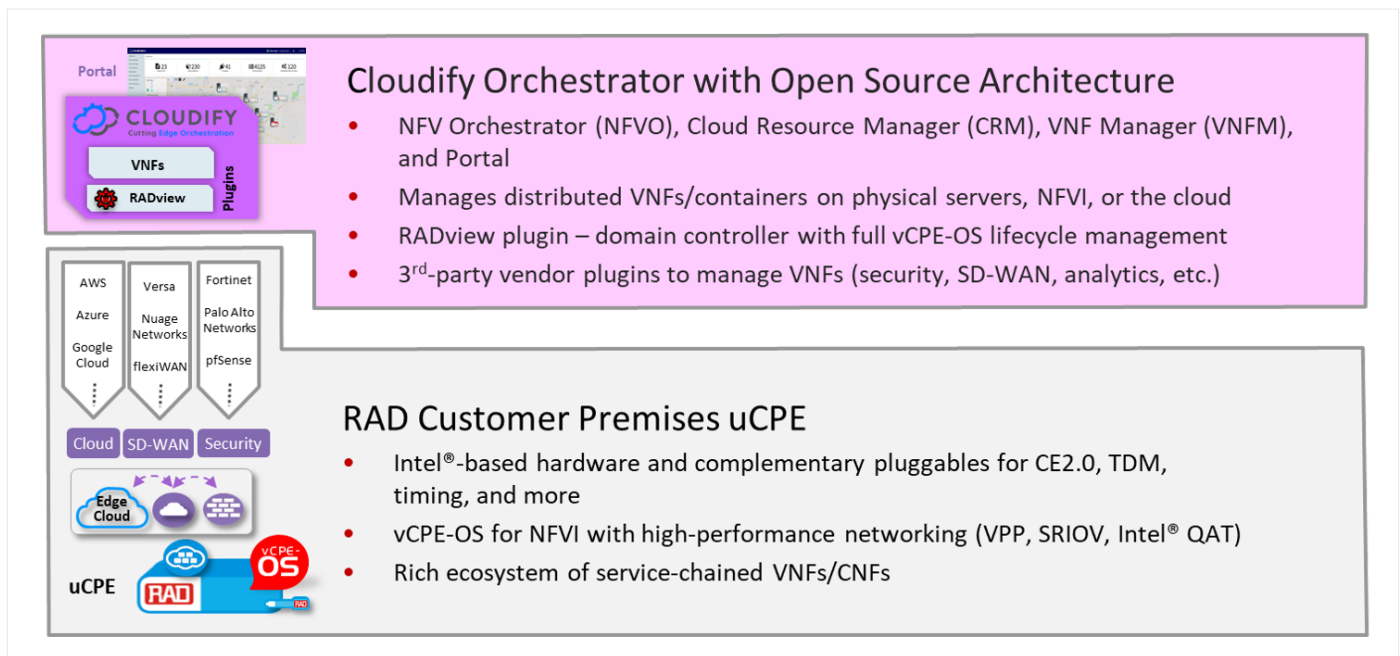 Portal
23
230
41
4125
120
CLOUDIFY
Cutting Edge Orchestration
VNFs
RADview
Plugins
Cloudify Orchestrator with Open Source Architecture
• NFV Orchestrator (NFVO), Cloud Resource Manager (CRM), VNF Manager (VNFM),
and Portal
• Manages distributed VNFs/containers on physical servers, NFVI, or the cloud
• RADview plugin – domain controller with full vCPE-OS lifecycle management
• 3rd-party vendor plugins to manage VNFs (security, SD-WAN, analytics, etc.)
AWS
Azure
Google
Cloud
Versa
Nuage
Networks
flexiWAN
Fortinet
Palo Alto
Networks
pfSense
Cloud
SD-WAN
Security
Edge
Cloud
uCPE
RAD
vCPE-
OS
RAD
RAD Customer Premises uCPE
• Intel®-based hardware and complementary pluggables for CE2.0, TDM,
timing, and more
• vCPE-OS for NFVI with high-performance networking (VPP, SRIOV, Intel® QAT)
• Rich ecosystem of service-chained VNFs/CNFs